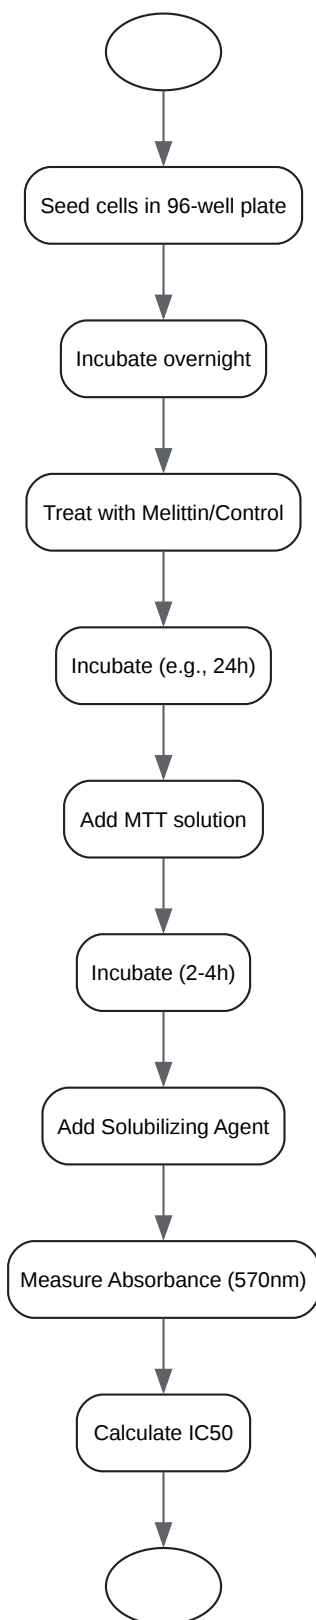 Seed cells in 96-well plate
Incubate overnight
Treat with Melittin/Control
Incubate (e.g., 24h)
Add MTT solution
Incubate (2-4h)
Add Solubilizing Agent
Measure Absorbance (570nm)
Calculate IC50